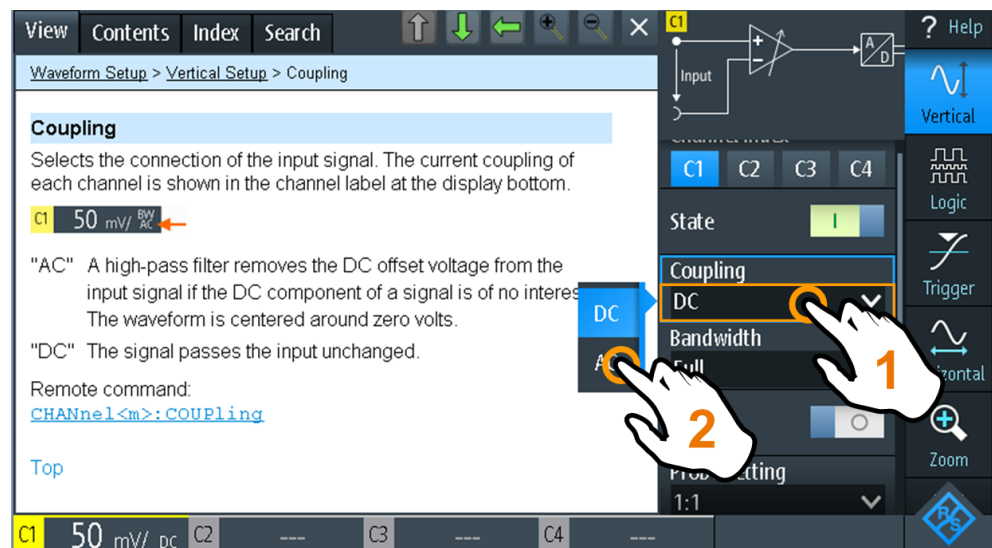 View Contents Index Search
Waveform Setup > Vertical Setup > Coupling
Coupling
Selects the connection of the input signal. The current coupling of
each channel is shown in the channel label at the display bottom.
C1 50 mV/ BW AC
"AC" A high-pass filter removes the DC offset voltage from the
input signal if the DC component of a signal is of no
The waveform is centered around zero volts.
"DC" The signal passes the input unchanged.
Remote command:
CHANnel<m>:COUPling
Top
DC
2
C1
Input
+
-
A/D
C1 C2 C3 C4
State
I
Coupling
DC
Bandwidth
Full
1
1:1
? Help
Vertical
Logic
Trigger
Zoom
R&S
C1 50 mV/ DC C2 --- C3 --- C4 ---